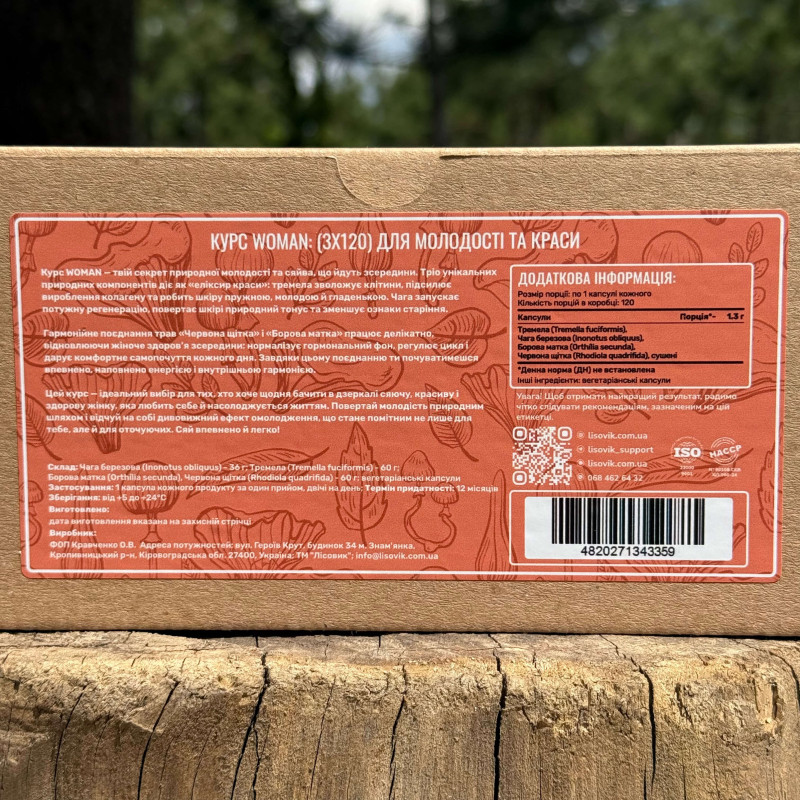 КУРС WOMAN: (3X120) ДЛЯ МОЛОДОСТІ ТА КРАСИ
Курс WOMAN – твій секрет природної молодості та сяйва, що йдуть зсередини. Тріо унікальних
природних компонентів діє як «еліксир краси»: тремела зволожує клітини, підсилює
вироблення колагену та робить шкіру пружною, молодою й гладенькою. Чага запускає
потужну регенерацію, повертає шкірі природний тонус та зменшує ознаки старіння.
Гармонійне поєднання трав «Червона щітка» і «Борова матка» працює делікатно,
відновлюючи жіноче здоров'я зсередини: нормалізує гормональний фон, регулює цикл і
дарує комфортне самопочуття кожного дня. Завдяки цьому поєднанню ти почуватимешся
впевнено, наповнено енергією і внутрішньою гармонією.
Цей курс – ідеальний вибір для тих, хто хоче щодня бачити в дзеркалі сяючу, красиву і
здорову жінку, яка любить себе й насолоджується життям. Повертай молодість природним
шляхом і відчуй на собі дивовижний ефект омолодження, що стане помітним не лише для
тебе, але й для оточуючих. Сяй впевнено й легко!
Склад: Чага березова (Inonotus obliquus) - 36 г; Тремела (Tremella fuciformis) - 60 г;
Борова матка (Orthilia secunda), Червона щітка (Rhodiola quadrifida) - 60 г; вегетаріанські капсули
Застосування: 1 капсула кожного продукту за один прийом, двічі на день; Термін придатності: 12 місяців
Зберігання: від +5 до +24°C
Виготовлено:
дата виготовлення вказана на захисній стрічці
Виробник:
ФОП Кравченко О.В. Адреса потужностей: вул. Героїв Крут, будинок 34 м. Знам'янка,
Кропивницький р-н, Кіровоградська обл. 27400, Україна; ТМ "Лісовик"; info@lisovik.com.ua
ДОДАТКОВА ІНФОРМАЦІЯ:
Розмір порції: по 1 капсулі кожного
Кількість порцій в коробці: 120
Капсули Порція*- 1,3 г
Тремела (Tremella fuciformis),
Чага березова (Inonotus obliquus),
Борова матка (Orthilia secunda),
Червона щітка (Rhodiola quadrifida), сушені
*Денна норма (ДН) не встановлена
Інші інгредієнти: вегетаріанські капсули
Увага! Щоб отримати найкращий результат, радимо
чітко слідувати рекомендаціям, зазначеним на цій
етикетці.
lisovik.com.ua
lisovik_support
lisovik.com.ua
068 462 64 32
ISO
HACCP
4820271343359